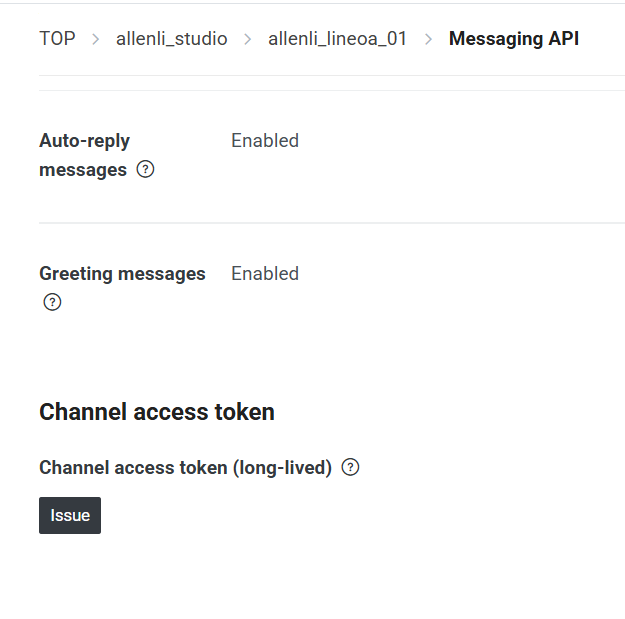 TOP > allenli_studio > allenli_lineoa_01 > Messaging API
Auto-reply Enabled
messages ?
Greeting messages Enabled
?
Channel access token
Channel access token (long-lived) ?
Issue